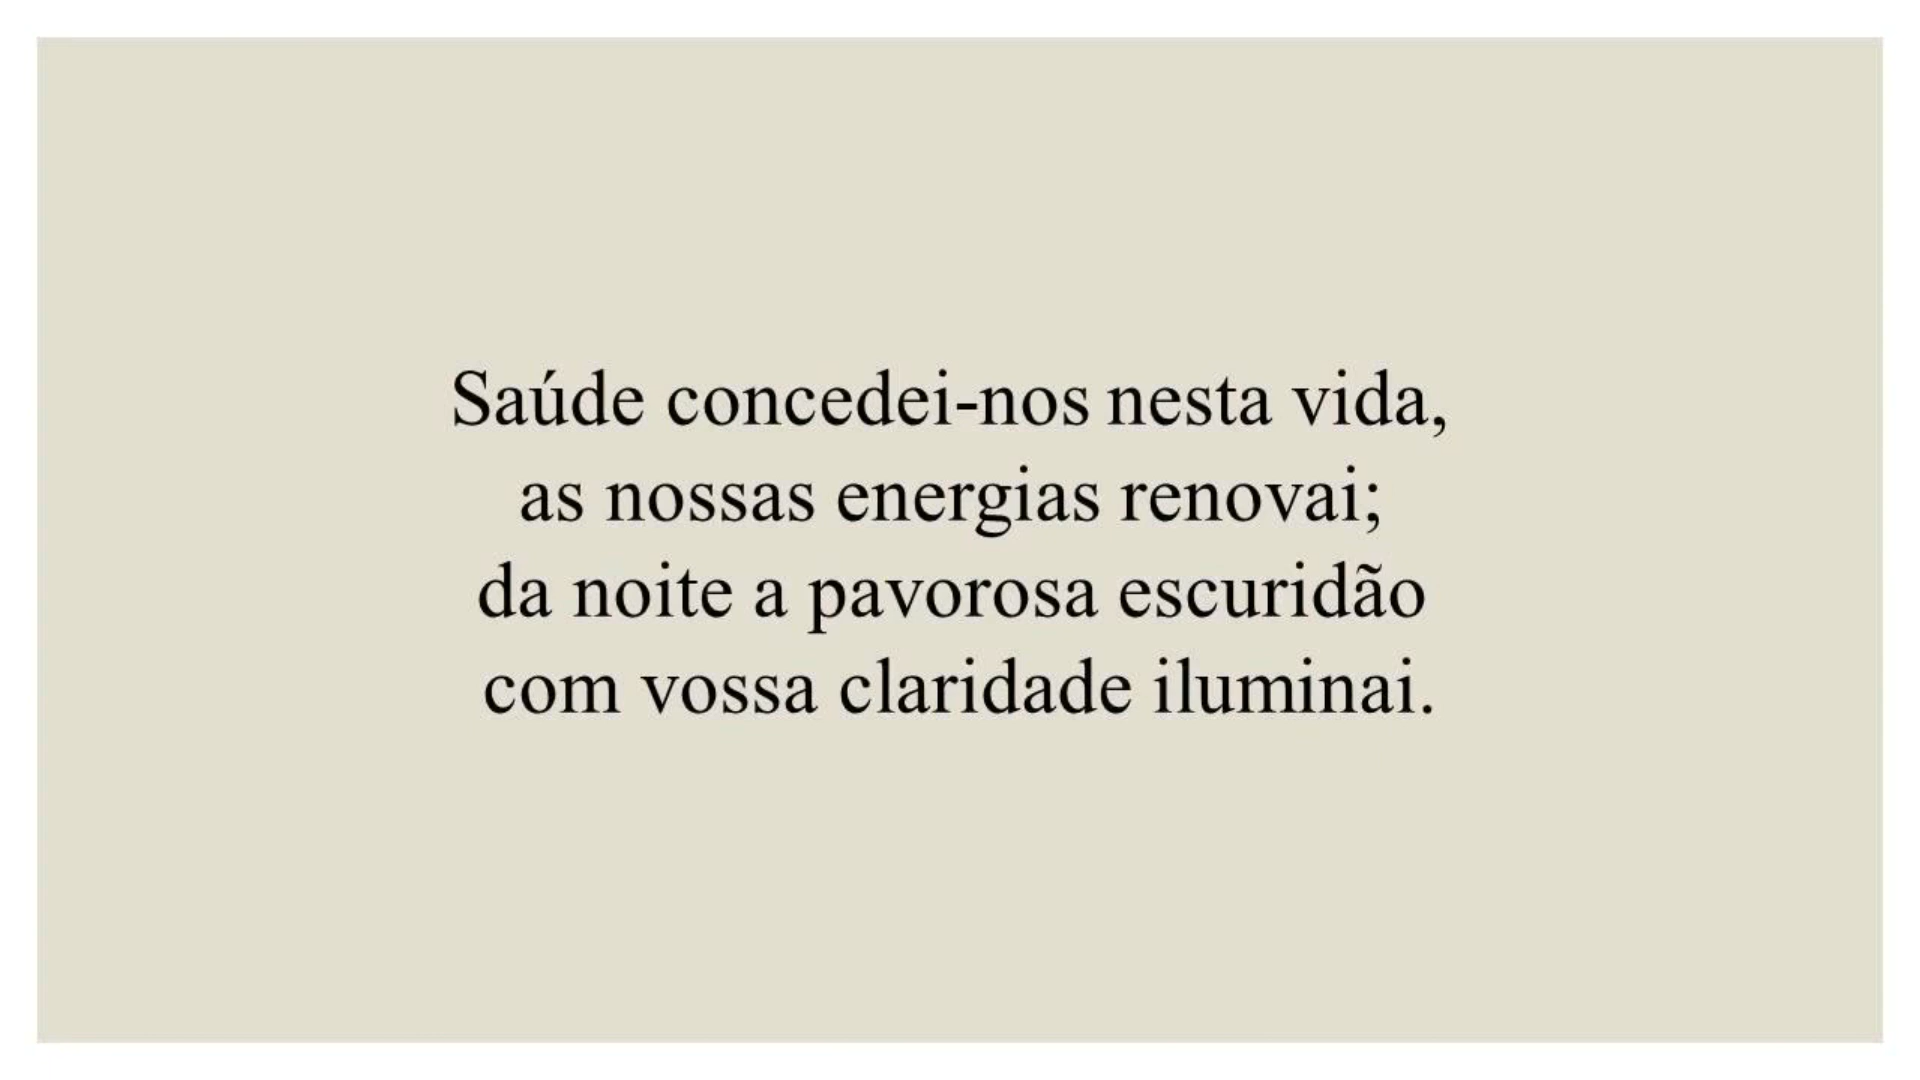 Saúde concedei-nos nesta vida,
as nossas energias renovai;
da noite a pavorosa escuridão
com vossa claridade iluminai.